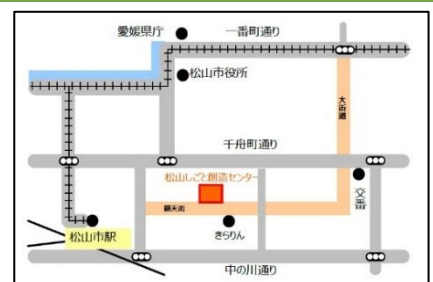 愛媛県庁
一番町通り
松山市役所
大街道
千舟町通り
松山しごと創造センター
交番
銀天街
松山市駅
きらりん
中の川通り